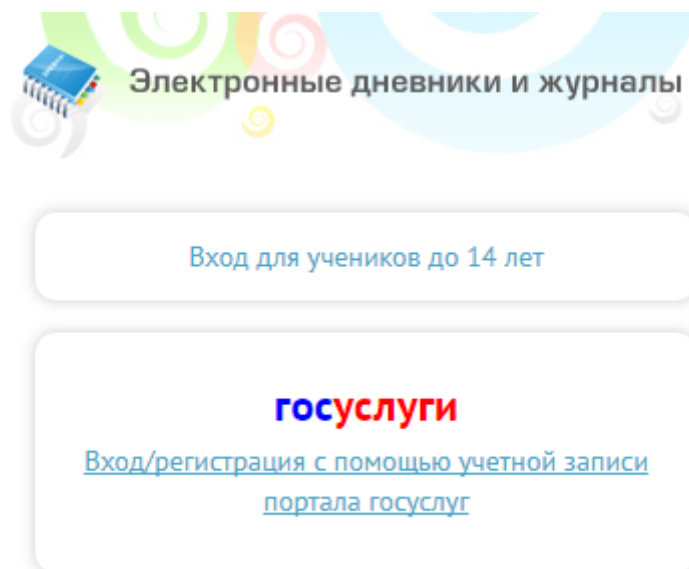 Электронные дневники и журналы
Вход для учеников до 14 лет
госуслуги
Вход/регистрация с помощью учетной записи
портала госуслуг